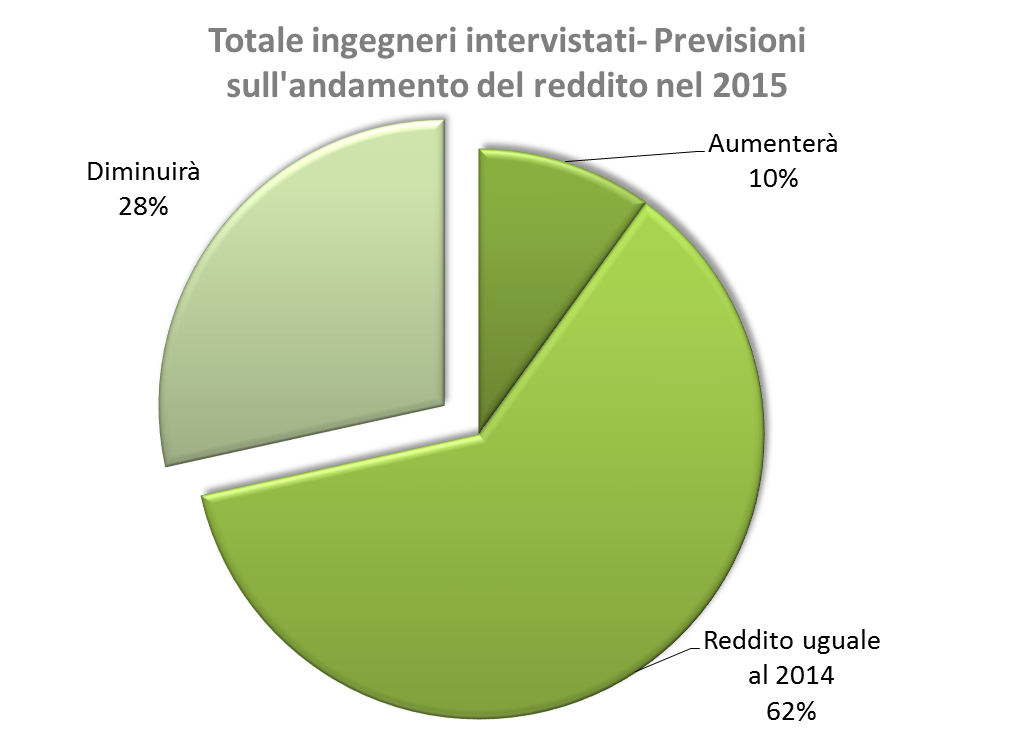 Totale ingegneri intervistati- Previsioni
sull'andamento del reddito nel 2015
Diminuirà
28%
Aumenterà
10%
Reddito uguale
al 2014
62%